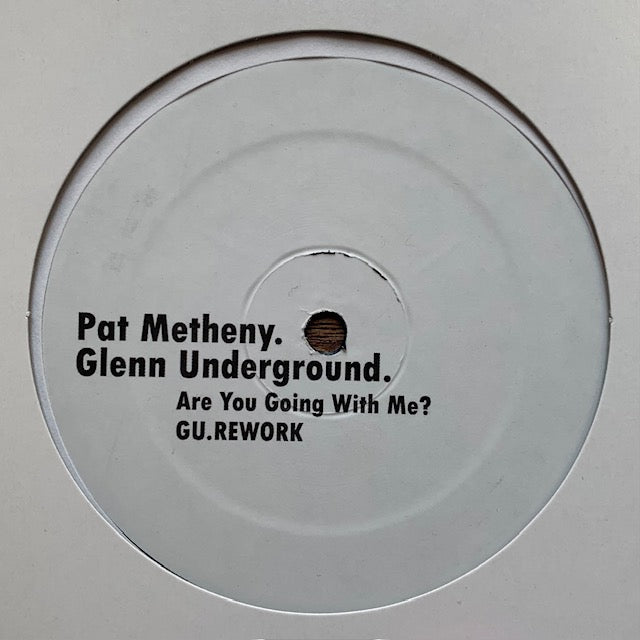 Pat Metheny.
Glenn Underground.
Are You Going With Me?
GU.REWORK